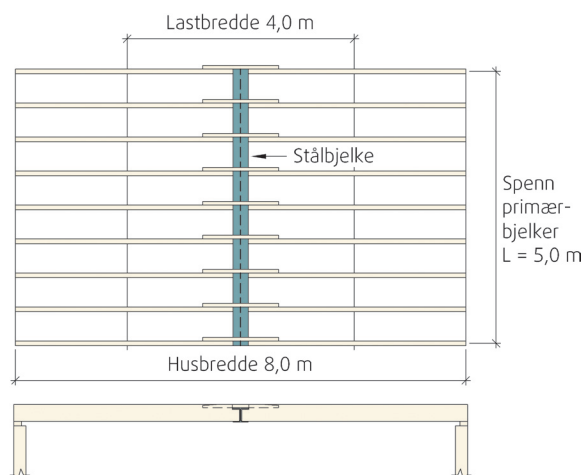 Lastbredde 4,0 m
Stålbjelke
Spenn
primær-
bjelker
L = 5,0 m
Husbredde 8,0 m